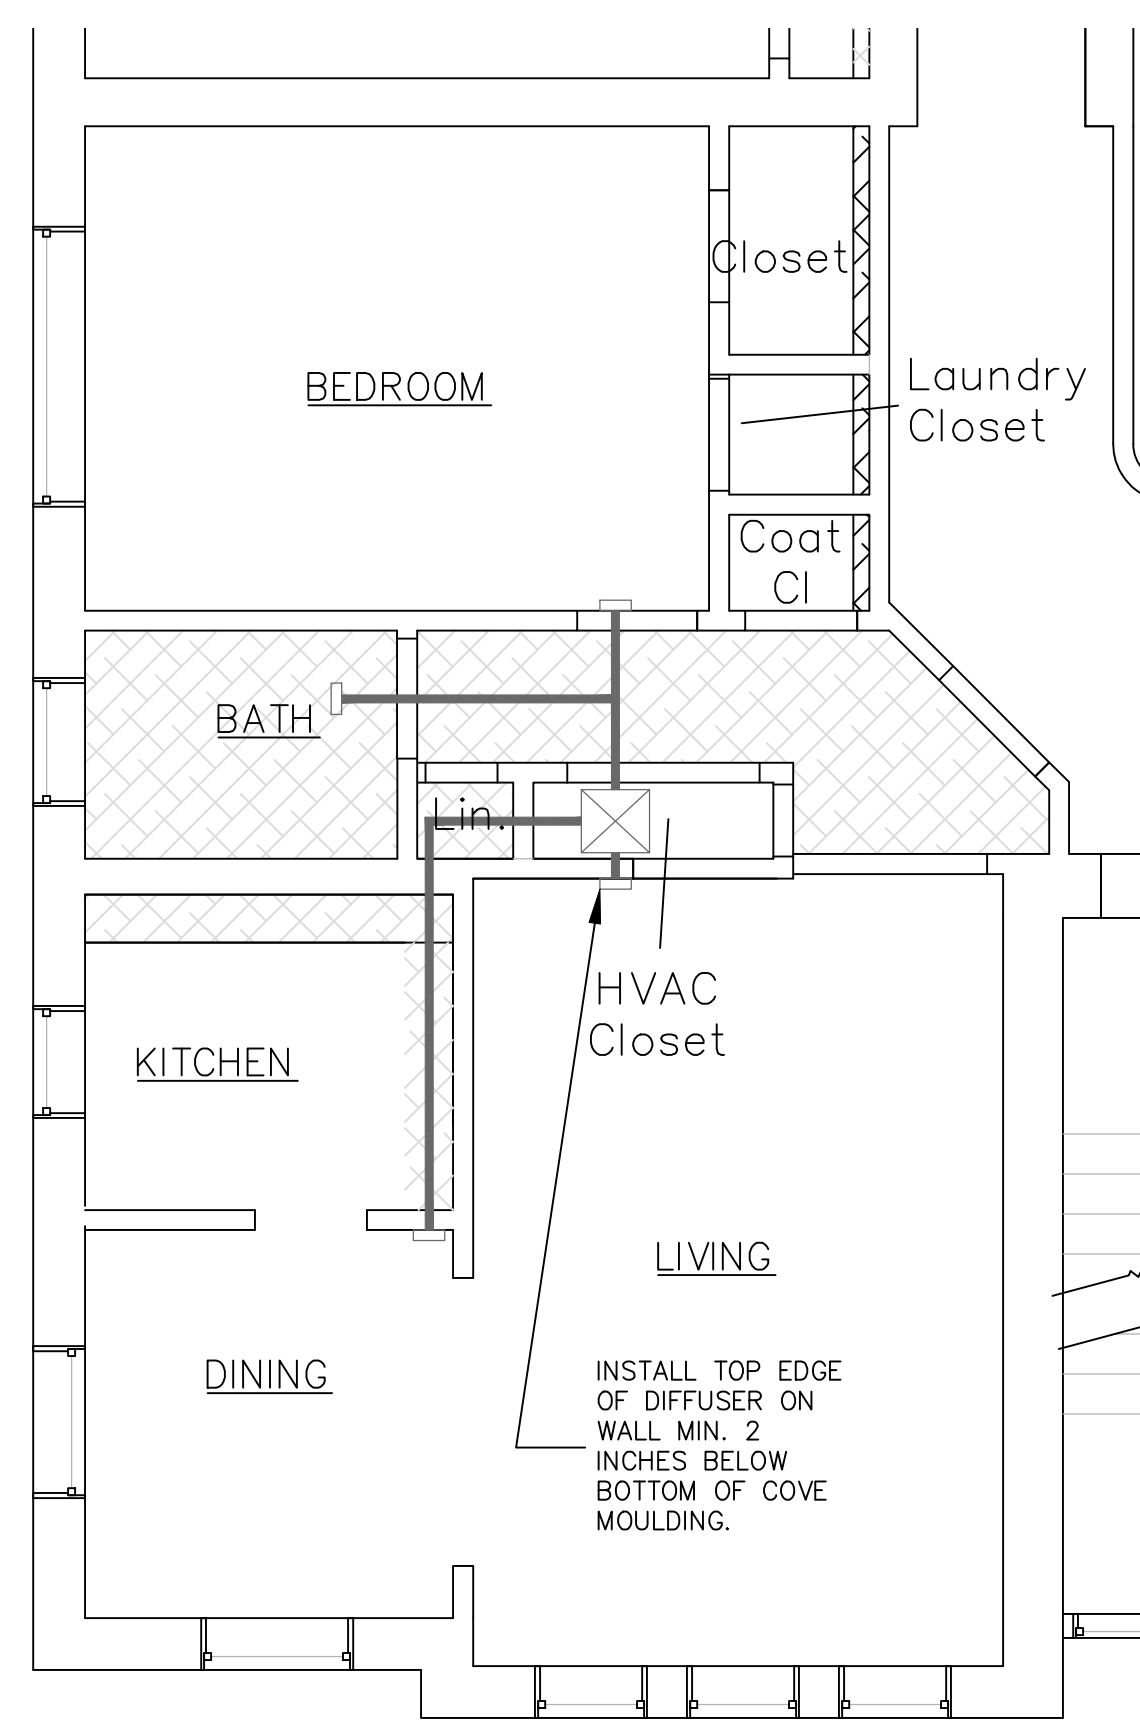 Closet
BEDROOM
Laundry
Closet
Coat
Cl
BATH
Lin.
HVAC
Closet
KITCHEN
LIVING
DINING
INSTALL TOP EDGE
OF DIFFUSER ON
WALL MIN. 2
INCHES BELOW
BOTTOM OF COVE
MOULDING.